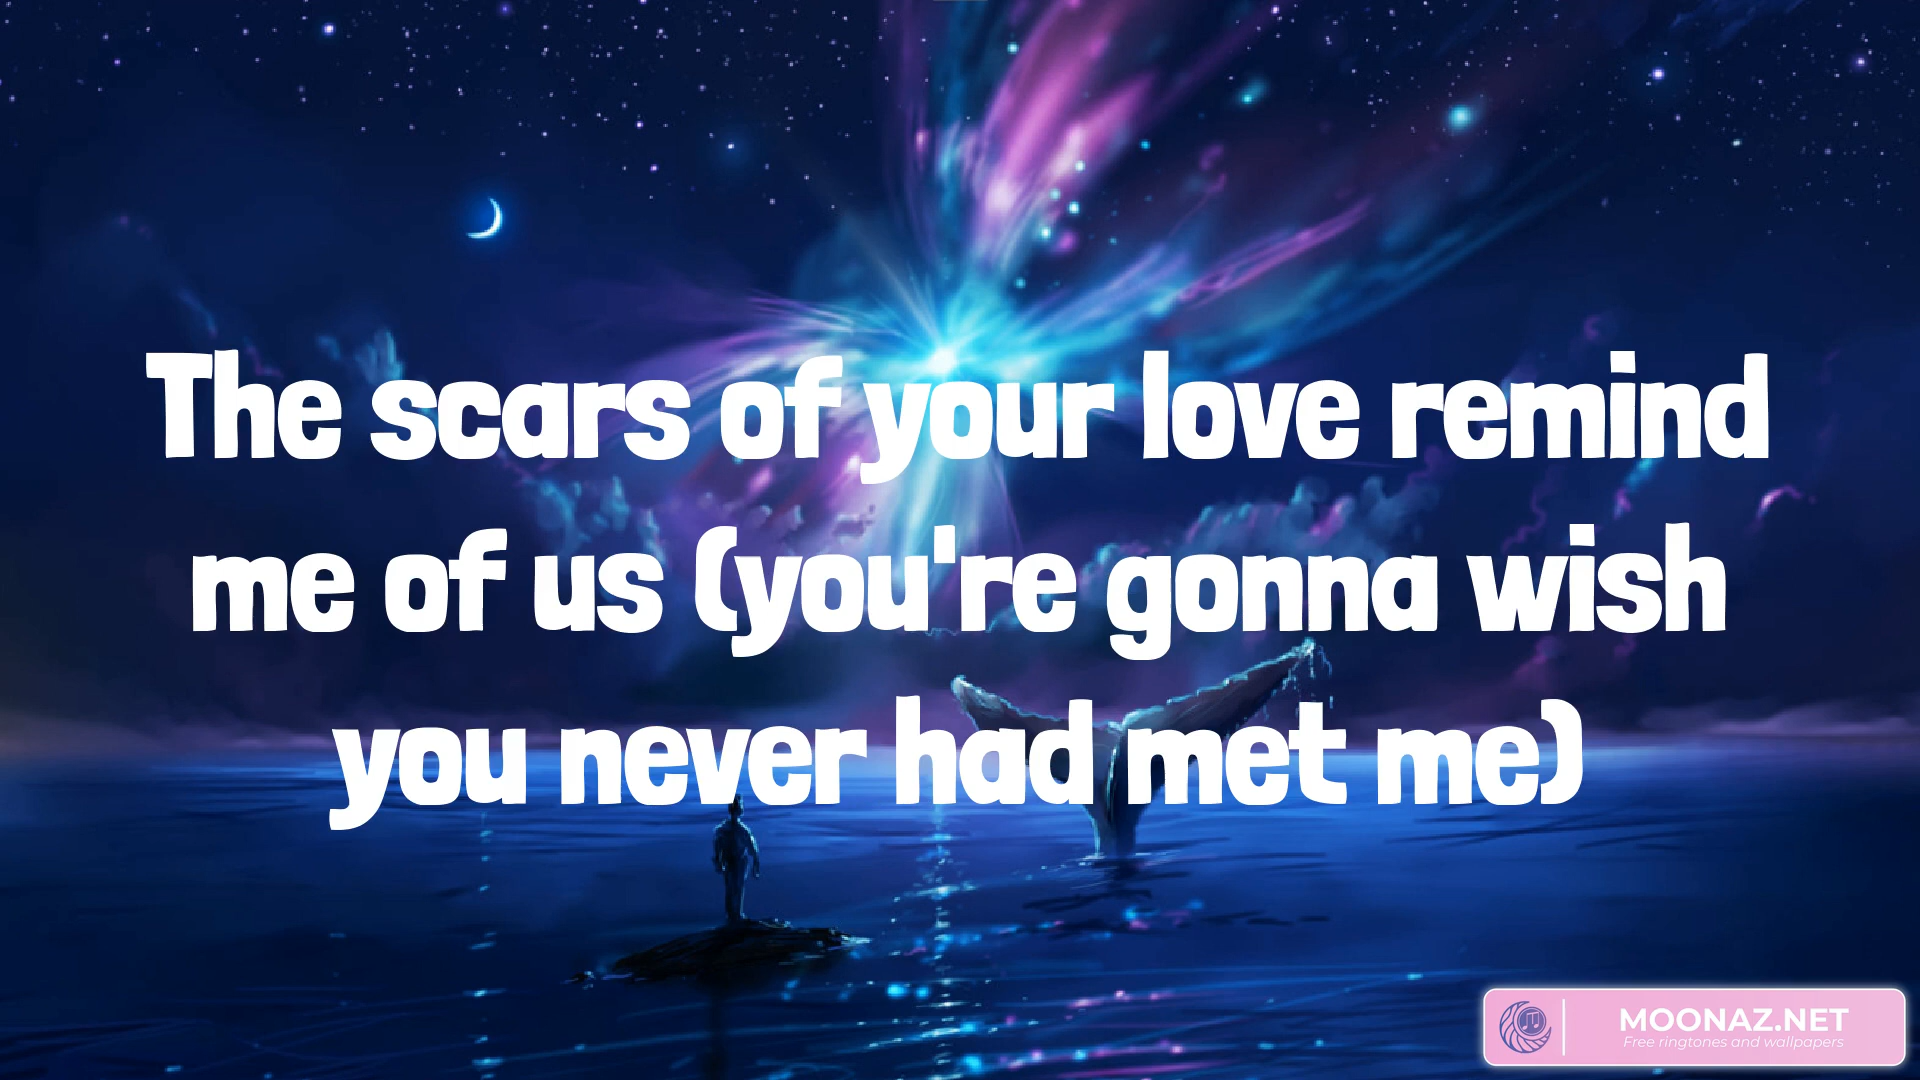 The scars of your love remind
me of us (you're gonna wish
you never had met me)
MOONAZ.NET
Free ringtones and wallpapers